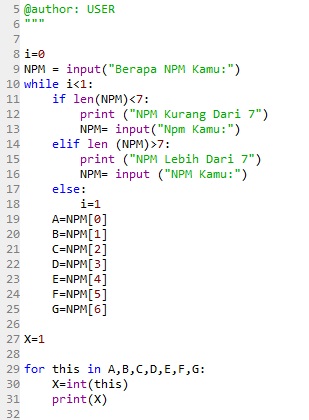 5 @author: USER
6 """
7
8 i=0
9 NPM = input("Berapa NPM Kamu:")
10 while i<1:
11     if len(NPM)<7:
12         print ("NPM Kurang Dari 7")
13         NPM= input("Npm Kamu:")
14     elif len (NPM)>7:
15         print ("NPM Lebih Dari 7")
16         NPM= input ("NPM Kamu:")
17     else:
18         i=1
19     A=NPM[0]
20     B=NPM[1]
21     C=NPM[2]
22     D=NPM[3]
23     E=NPM[4]
24     F=NPM[5]
25     G=NPM[6]
26
27 X=1
28
29 for this in A,B,C,D,E,F,G:
30     X=int(this)
31     print(X)
32